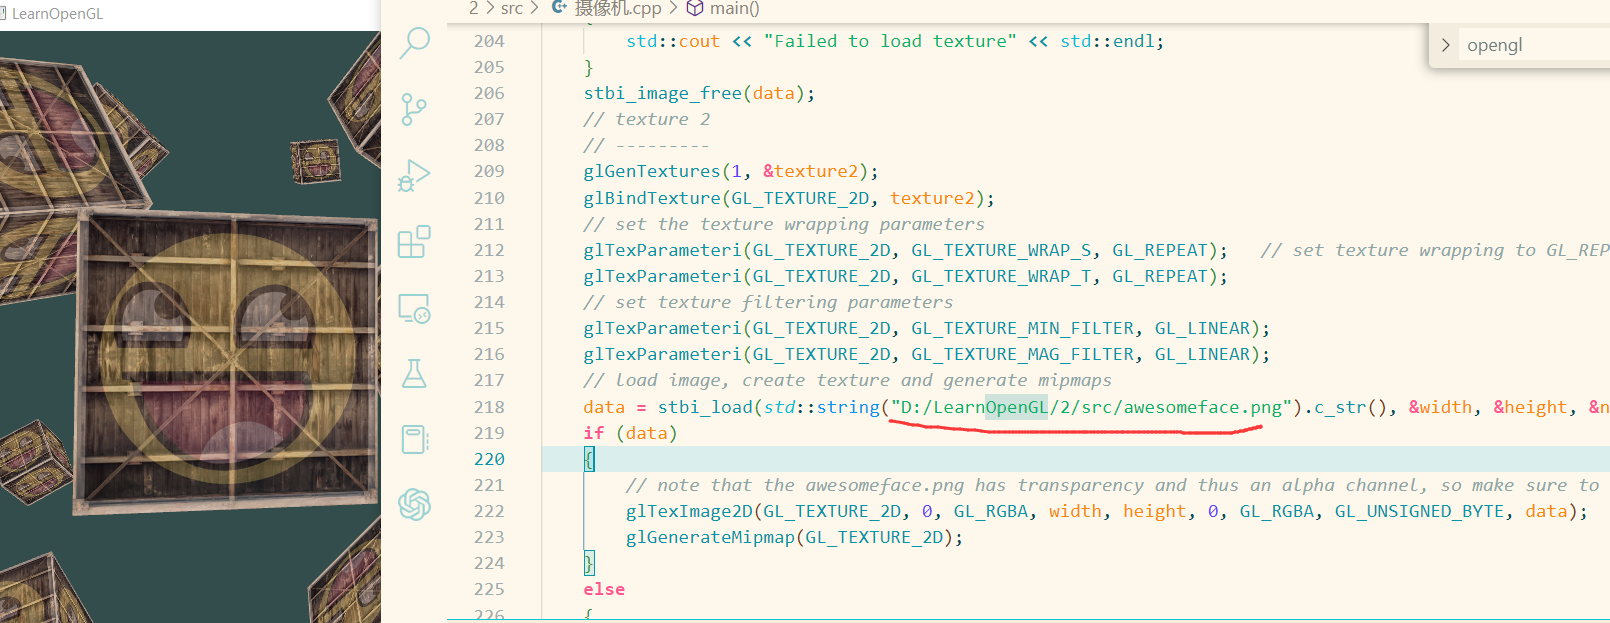 LearnOpenGL
2 > src > 摄像机.cpp > main()
opengl
204 std::cout << "Failed to load texture" << std::endl;
205 }
206 stbi_image_free(data);
207 // texture 2
208 // ---------
209 glGenTextures(1, &texture2);
210 glBindTexture(GL_TEXTURE_2D, texture2);
211 // set the texture wrapping parameters
212 glTexParameteri(GL_TEXTURE_2D, GL_TEXTURE_WRAP_S, GL_REPEAT); // set texture wrapping to GL_REP
213 glTexParameteri(GL_TEXTURE_2D, GL_TEXTURE_WRAP_T, GL_REPEAT);
214 // set texture filtering parameters
215 glTexParameteri(GL_TEXTURE_2D, GL_TEXTURE_MIN_FILTER, GL_LINEAR);
216 glTexParameteri(GL_TEXTURE_2D, GL_TEXTURE_MAG_FILTER, GL_LINEAR);
217 // load image, create texture and generate mipmaps
218 data = stbi_load(std::string("D:/LearnOpenGL/2/src/awesomeface.png").c_str(), &width, &height, &n
219 if (data)
220 {
221 // note that the awesomeface.png has transparency and thus an alpha channel, so make sure to
222 glTexImage2D(GL_TEXTURE_2D, 0, GL_RGBA, width, height, 0, GL_RGBA, GL_UNSIGNED_BYTE, data);
223 glGenerateMipmap(GL_TEXTURE_2D);
224 }
225 else
226 {